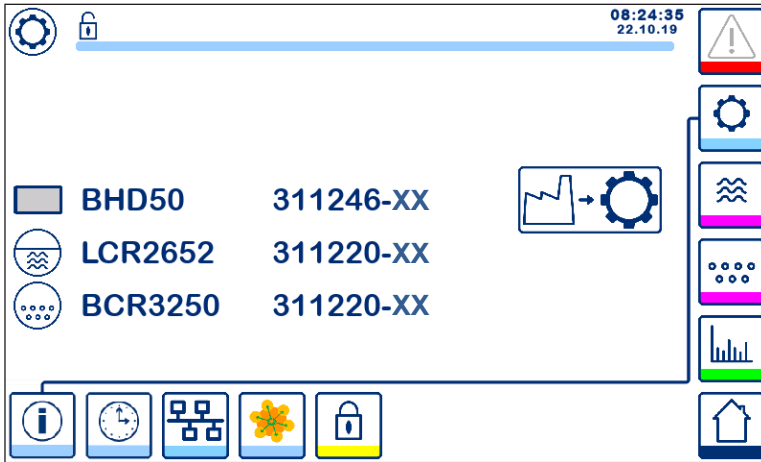 08:24:35
22.10.19
BHD50 311246-XX
LCR2652 311220-XX
BCR3250 311220-XX